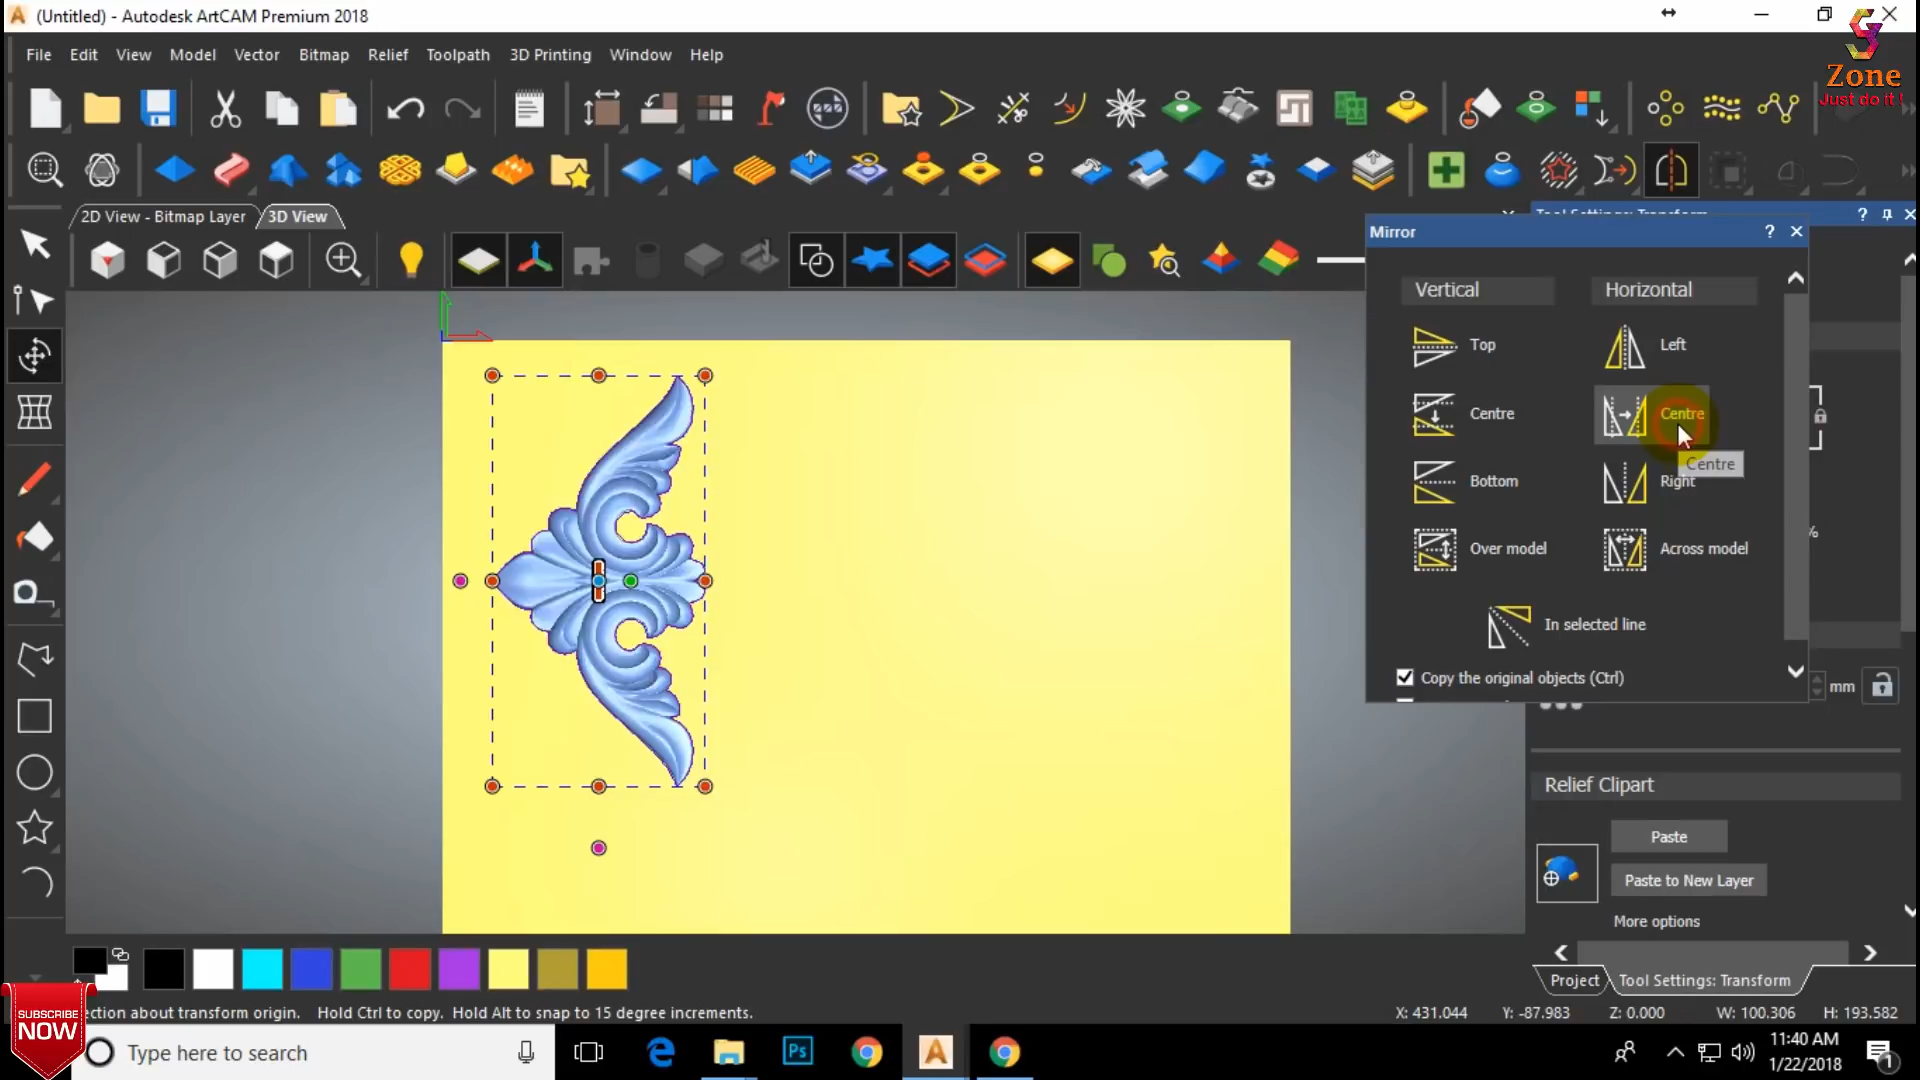 (Untitled) - Autodesk ArtCAM Premium 2018
Zone
Just do it !
File Edit View Model Vector Bitmap Relief Toolpath 3D Printing Window Help
2D View - Bitmap Layer 3D View
Tool Settings: Transform ?
Mirror ?
Vertical Horizontal
Top Left
Centre Centre
Centre
Bottom Right
Over model Across model
%
In selected line
Copy the original objects (Ctrl)
mm
Relief Clipart
Paste
Paste to New Layer
More options
Project Tool Settings: Transform
SUBSCRIBE
NOW
ction about transform origin. Hold Ctrl to copy. Hold Alt to snap to 15 degree increments.
X: 431.044 Y: -87.983 Z: 0.000 W: 100.306 H: 193.582
Type here to search
Ps
11:40 AM
1/22/2018
1